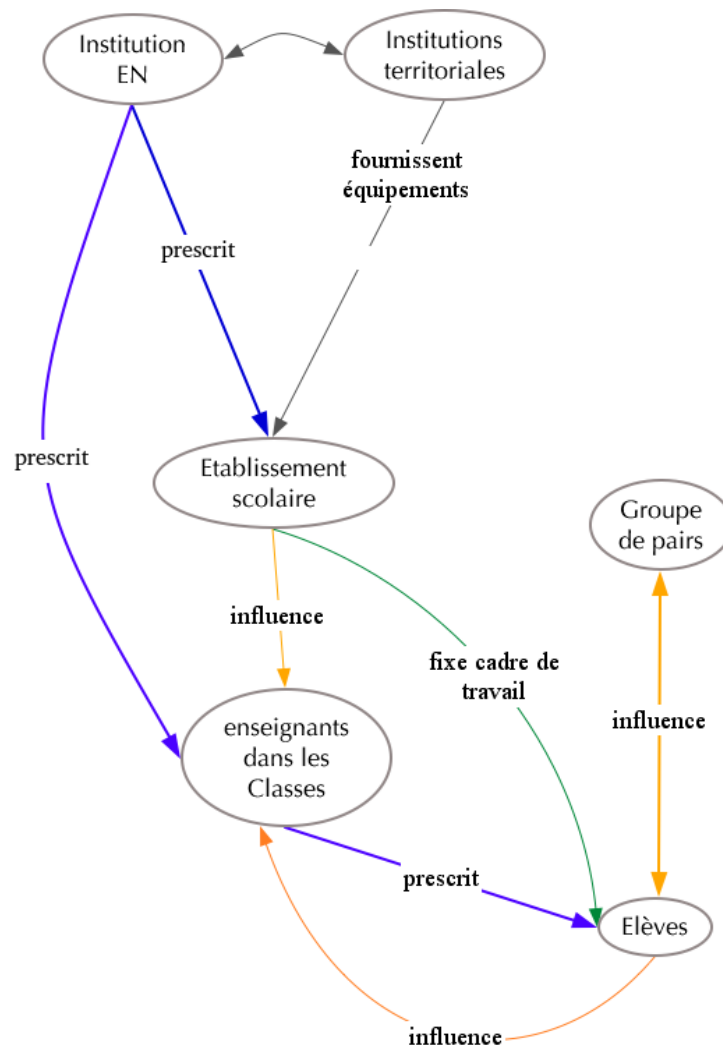 Institution
EN
Institutions
territoriales
fournissent
équipements
prescrit
prescrit
Etablissement
scolaire
Groupe
de pairs
influence
fixe cadre de
travail
influence
enseignants
dans les
Classes
prescrit
Elèves
influence